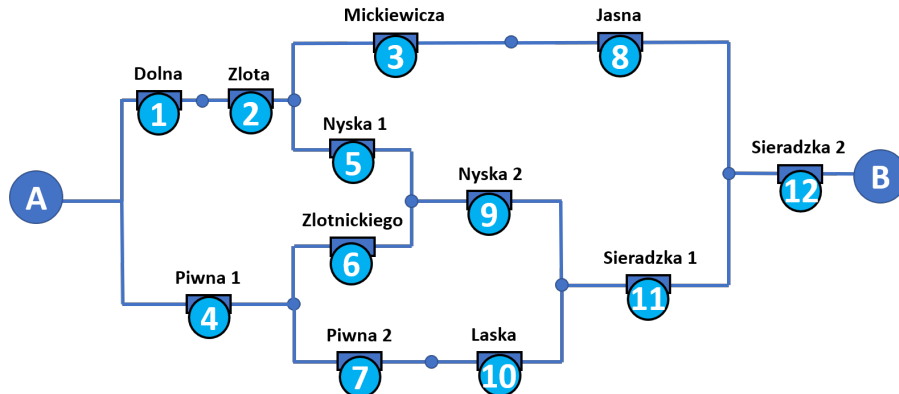 Mickiewicza
Jasna
3
8
Dolna
Zlota
1
2
Nyska 1
5
Sieradzka 2
12
Nyska 2
9
A
B
Zlotnickiego
6
Sieradzka 1
11
Piwna 1
4
Piwna 2
Laska
7
10